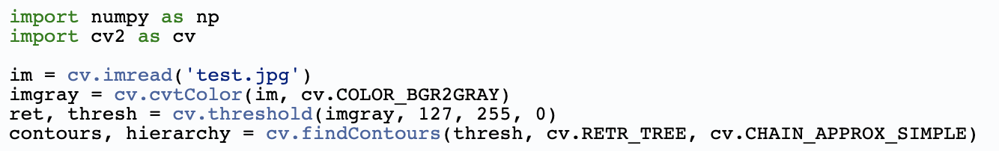 import numpy as np
import cv2 as cv
im = cv.imread('test.jpg')
imgray = cv.cvtColor(im, cv.COLOR_BGR2GRAY)
ret, thresh = cv.threshold(imgray, 127, 255, 0)
contours, hierarchy = cv.findContours(thresh, cv.RETR_TREE, cv.CHAIN_APPROX_SIMPLE)